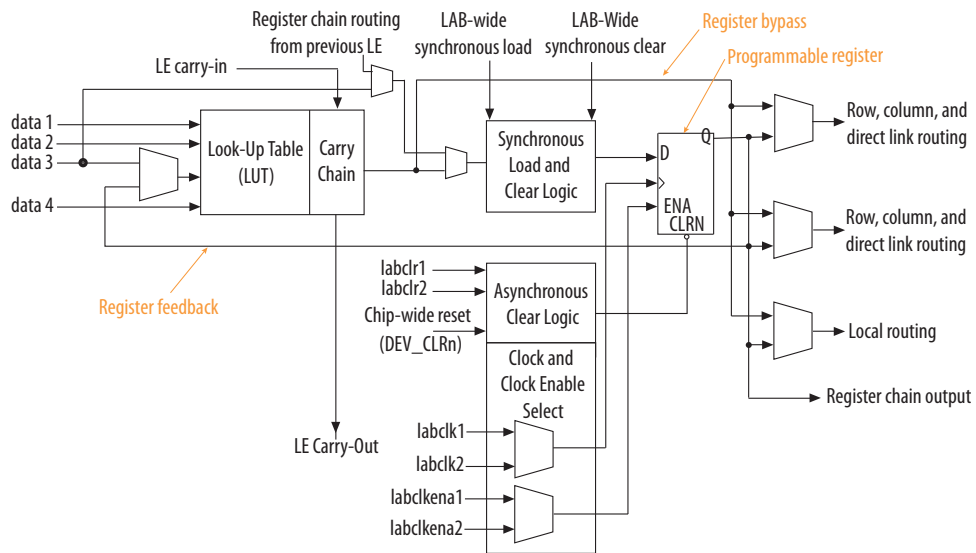 Register chain routing
from previous LE
LAB-wide
synchronous load
LAB-Wide
synchronous clear
Register bypass
Programmable register
LE carry-in
data 1
data 2
data 3
data 4
Look-Up Table
(LUT)
Carry
Chain
Synchronous
Load and
Clear Logic
D
Q
ENA
CLRN
Row, column, and
direct link routing
Row, column, and
direct link routing
Local routing
Register chain output
Register feedback
labclr1
labclr2
Chip-wide reset
(DEV_CLRn)
Asynchronous
Clear Logic
Clock and
Clock Enable
Select
labclk1
labclk2
labclkena1
labclkena2
LE Carry-Out